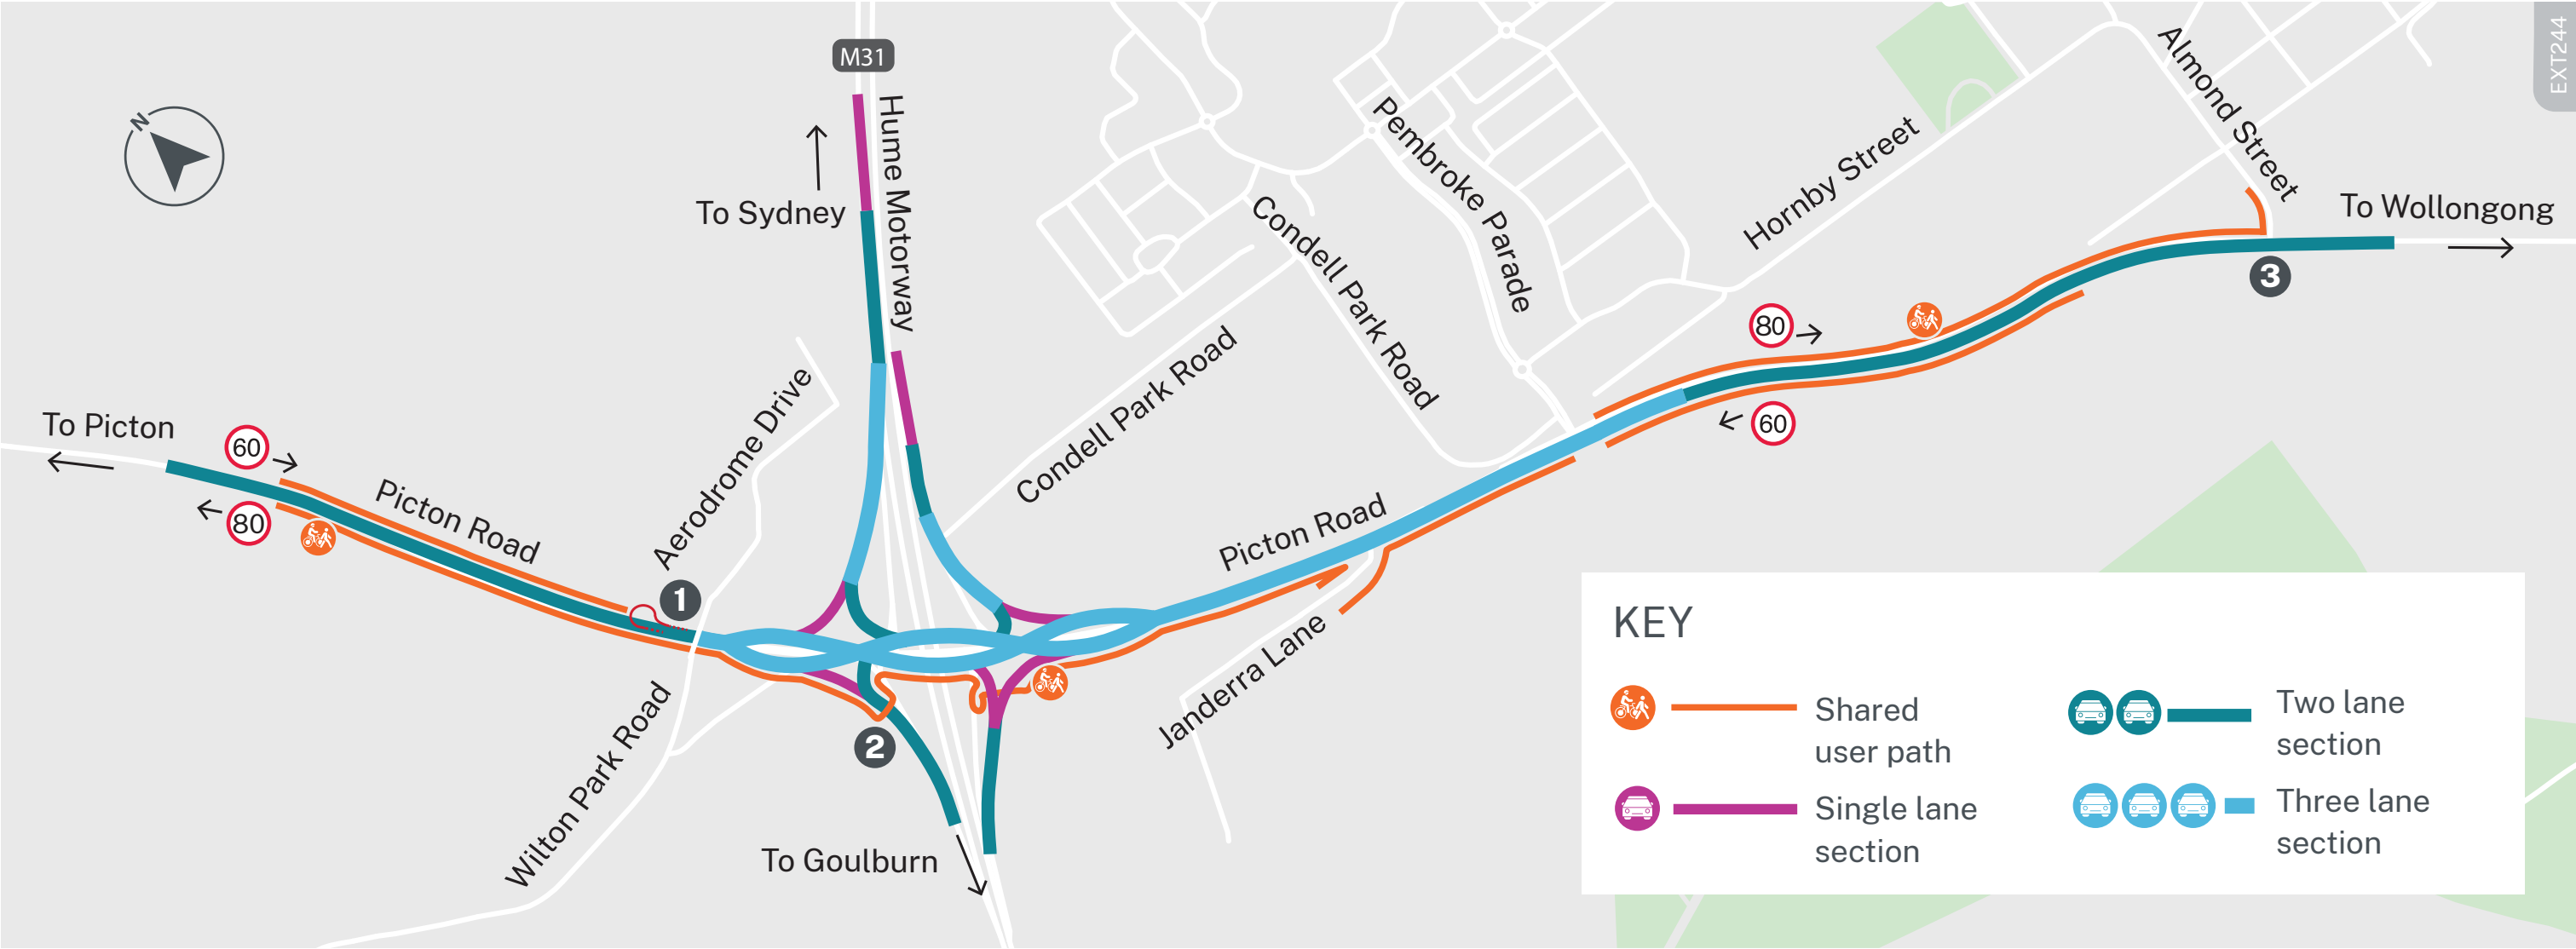 EXT244
M31
N
Hume Motorway
To Sydney
Pembroke Parade
Almond Street
Hornby Street
To Wollongong
Condell Park Road
3
80
60
Condell Park Road
Aerodrome Drive
To Picton
60
80
Picton Road
Picton Road
1
2
Janderra Lane
Wilton Park Road
To Goulburn
KEY
Shared
user path
Single lane
section
Two lane
section
Three lane
section